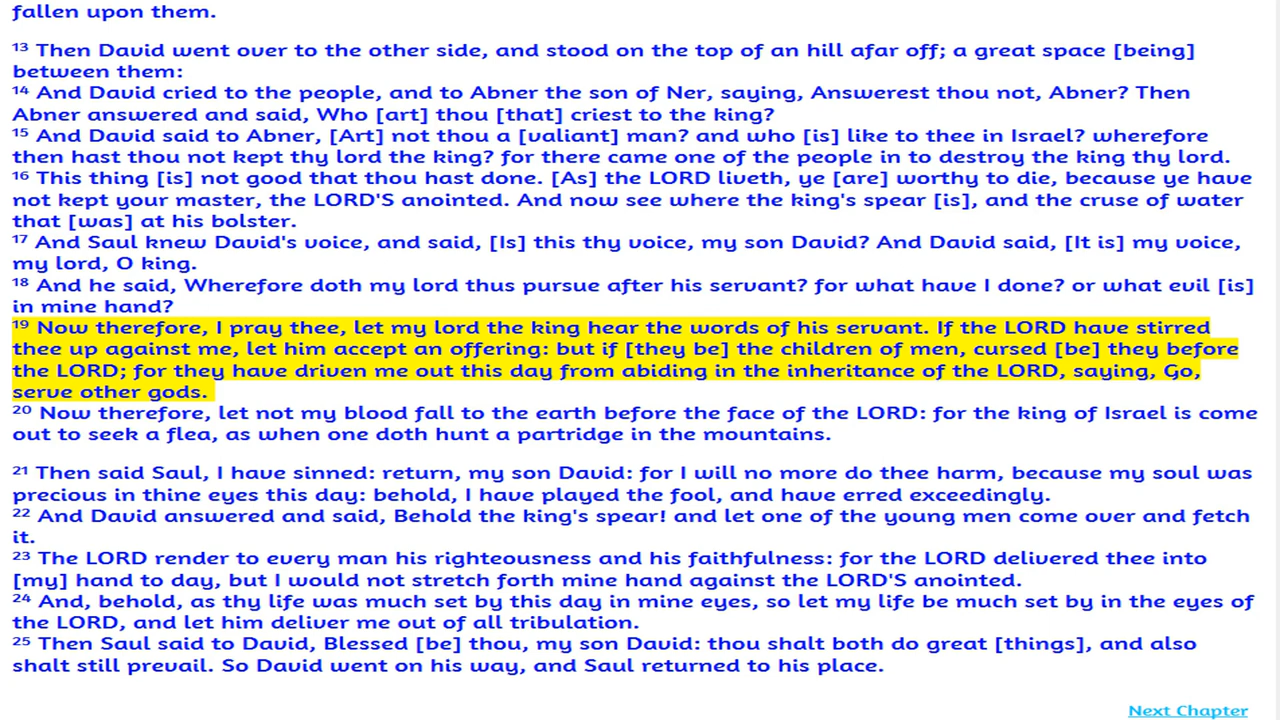 fallen upon them.
13 Then David went over to the other side, and stood on the top of an hill afar off; a great space [being]
between them:
14 And David cried to the people, and to Abner the son of Ner, saying, Answerest thou not, Abner? Then
Abner answered and said, Who [art] thou [that] criest to the king?
15 And David said to Abner, [Art] not thou a [valiant] man? and who [is] like to thee in Israel? wherefore
then hast thou not kept thy lord the king? for there came one of the people in to destroy the king thy lord.
16 This thing [is] not good that thou hast done. [As] the LORD liveth, ye [are] worthy to die, because ye have
not kept your master, the LORD'S anointed. And now see where the king's spear [is], and the cruse of water
that [was] at his bolster.
17 And Saul knew David's voice, and said, [Is] this thy voice, my son David? And David said, [It is] my voice,
my lord, O king.
18 And he said, Wherefore doth my lord thus pursue after his servant? for what have I done? or what evil [is]
in mine hand?
19 Now therefore, I pray thee, let my lord the king hear the words of his servant. If the LORD have stirred
thee up against me, let him accept an offering: but if [they be] the children of men, cursed [be] they before
the LORD; for they have driven me out this day from abiding in the inheritance of the LORD, saying, Go,
serve other gods.
20 Now therefore, let not my blood fall to the earth before the face of the LORD: for the king of Israel is come
out to seek a flea, as when one doth hunt a partridge in the mountains.
21 Then said Saul, I have sinned: return, my son David: for I will no more do thee harm, because my soul was
precious in thine eyes this day: behold, I have played the fool, and have erred exceedingly.
22 And David answered and said, Behold the king's spear! and let one of the young men come over and fetch
it.
23 The LORD render to every man his righteousness and his faithfulness: for the LORD delivered thee into
[my] hand to day, but I would not stretch forth mine hand against the LORD'S anointed.
24 And, behold, as thy life was much set by this day in mine eyes, so let my life be much set by in the eyes of
the LORD, and let him deliver me out of all tribulation.
25 Then Saul said to David, Blessed [be] thou, my son David: thou shalt both do great [things], and also
shalt still prevail. So David went on his way, and Saul returned to his place.
Next Chapter